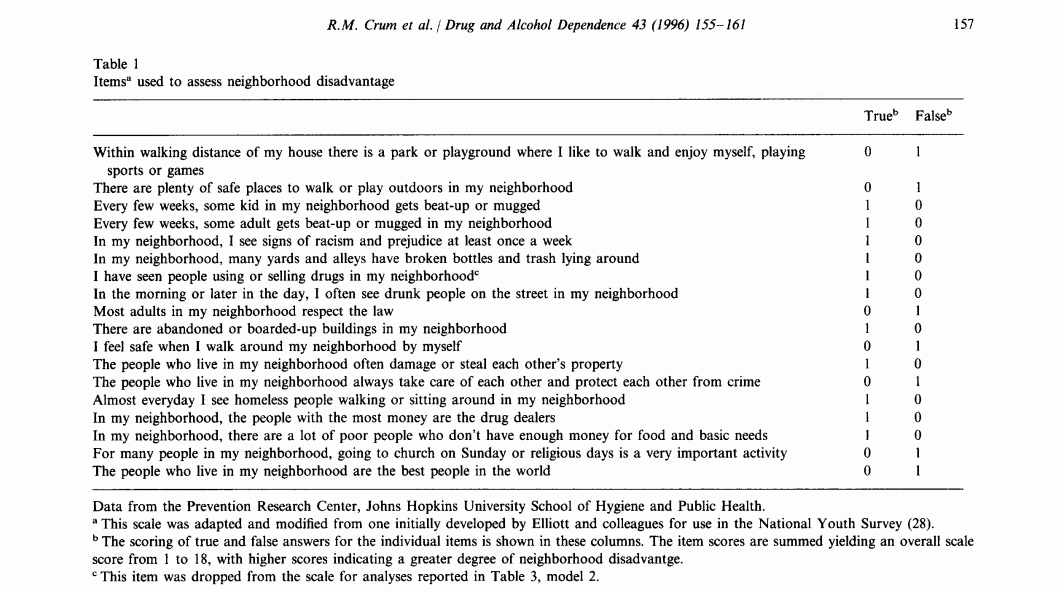 R.M. Crum et al. / Drug and Alcohol Dependence 43 (1996) 155–161 157
Table 1
Itemsa used to assess neighborhood disadvantage
Trueb Falseb
Within walking distance of my house there is a park or playground where I like to walk and enjoy myself, playing 0 1
sports or games
There are plenty of safe places to walk or play outdoors in my neighborhood 0 1
Every few weeks, some kid in my neighborhood gets beat-up or mugged 1 0
Every few weeks, some adult gets beat-up or mugged in my neighborhood 1 0
In my neighborhood, I see signs of racism and prejudice at least once a week 1 0
In my neighborhood, many yards and alleys have broken bottles and trash lying around 1 0
I have seen people using or selling drugs in my neighborhoodc 1 0
In the morning or later in the day, I often see drunk people on the street in my neighborhood 1 0
Most adults in my neighborhood respect the law 0 1
There are abandoned or boarded-up buildings in my neighborhood 1 0
I feel safe when I walk around my neighborhood by myself 0 1
The people who live in my neighborhood often damage or steal each other's property 1 0
The people who live in my neighborhood always take care of each other and protect each other from crime 0 1
Almost everyday I see homeless people walking or sitting around in my neighborhood 1 0
In my neighborhood, the people with the most money are the drug dealers 1 0
In my neighborhood, there are a lot of poor people who don't have enough money for food and basic needs 1 0
For many people in my neighborhood, going to church on Sunday or religious days is a very important activity 0 1
The people who live in my neighborhood are the best people in the world 0 1
Data from the Prevention Research Center, Johns Hopkins University School of Hygiene and Public Health.
a This scale was adapted and modified from one initially developed by Elliott and colleagues for use in the National Youth Survey (28).
b The scoring of true and false answers for the individual items is shown in these columns. The item scores are summed yielding an overall scale
score from 1 to 18, with higher scores indicating a greater degree of neighborhood disadvantge.
c This item was dropped from the scale for analyses reported in Table 3, model 2.